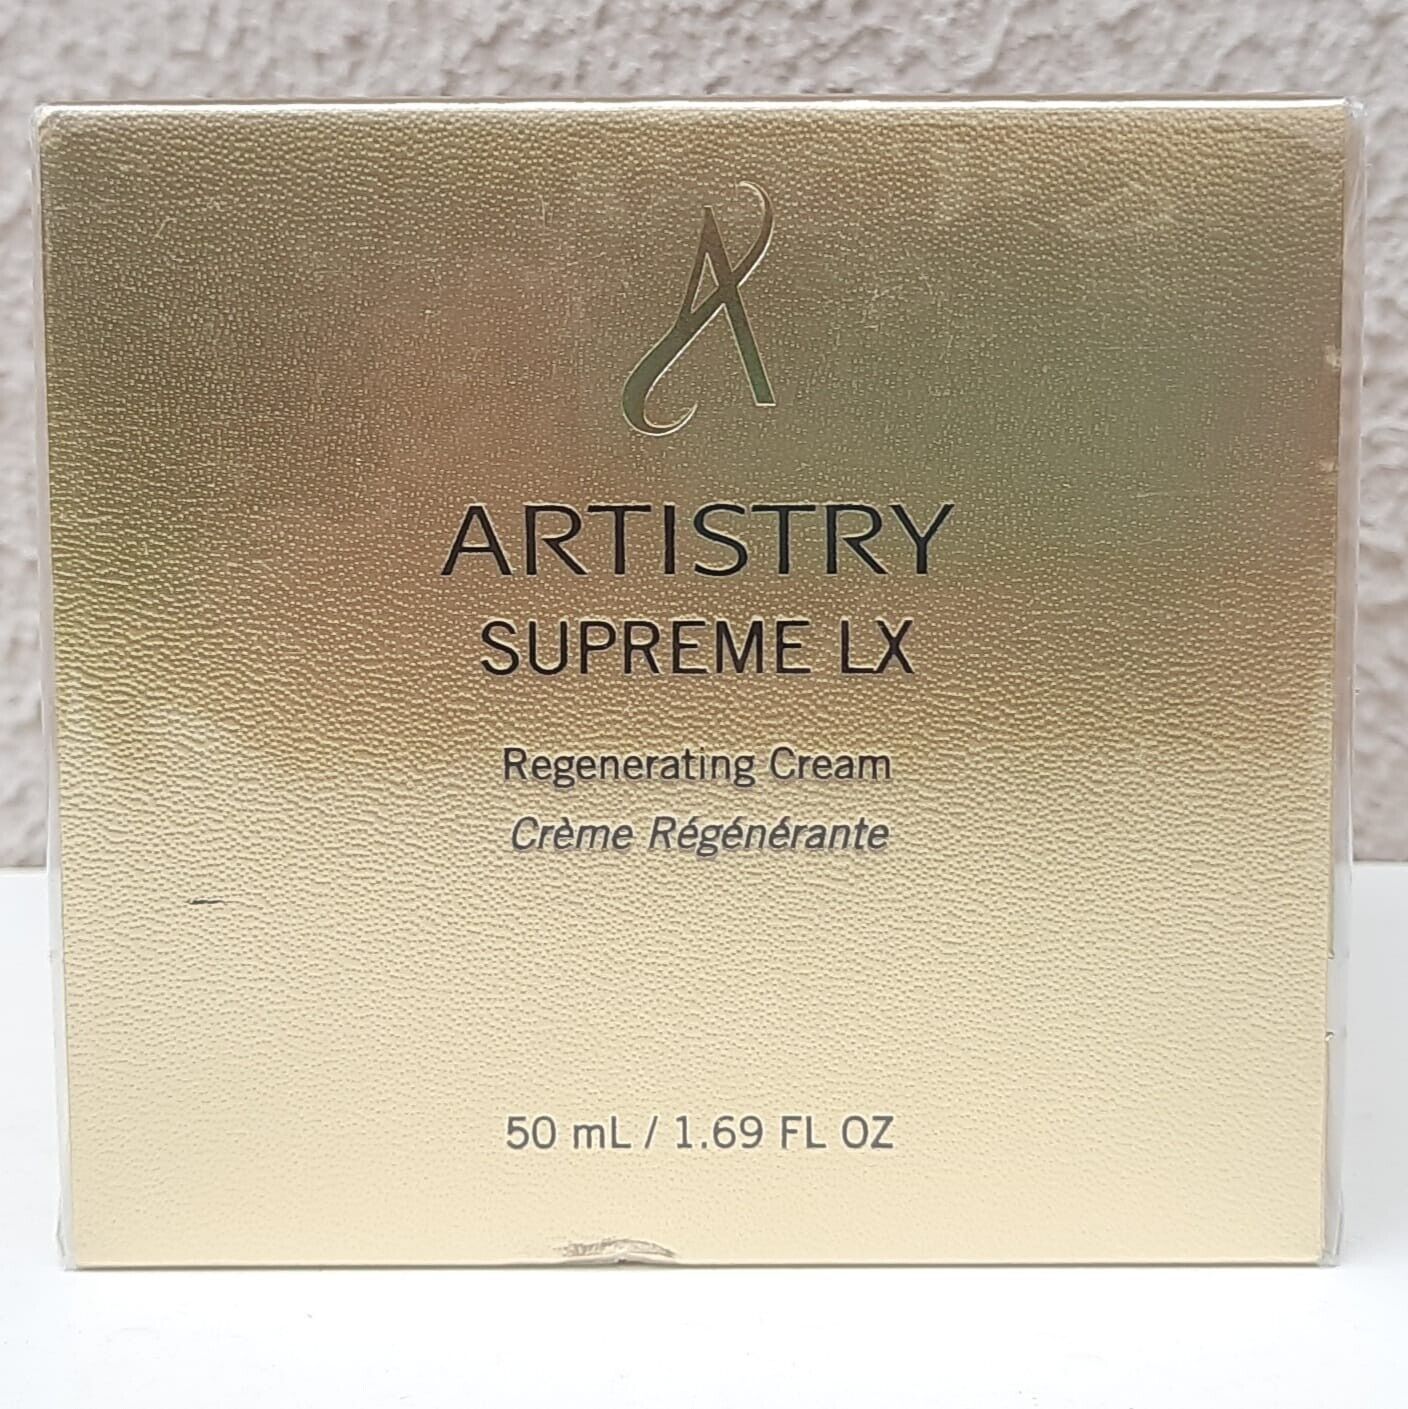 ARTISTRY
SUPREME LX
Regenerating Cream
Crème Régénérante
50 mL / 1.69 FL OZ